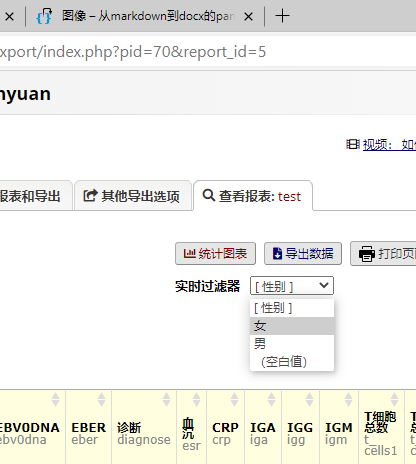 图像 – 从markdown到docx的pan
xport/index.php?pid=70&report_id=5
nyuan
视频：如何
报表和导出
其他导出选项
查看报表: test
统计图表
导出数据
打印页面
实时过滤器
[ 性别 ]
[ 性别 ]
女
男
(空白值)
EBV0DNA
ebv0dna
EBER
eber
诊断
diagnose
血沉
esr
CRP
crp
IGA
iga
IGG
igg
IGM
igm
T细胞总数
t_cells1